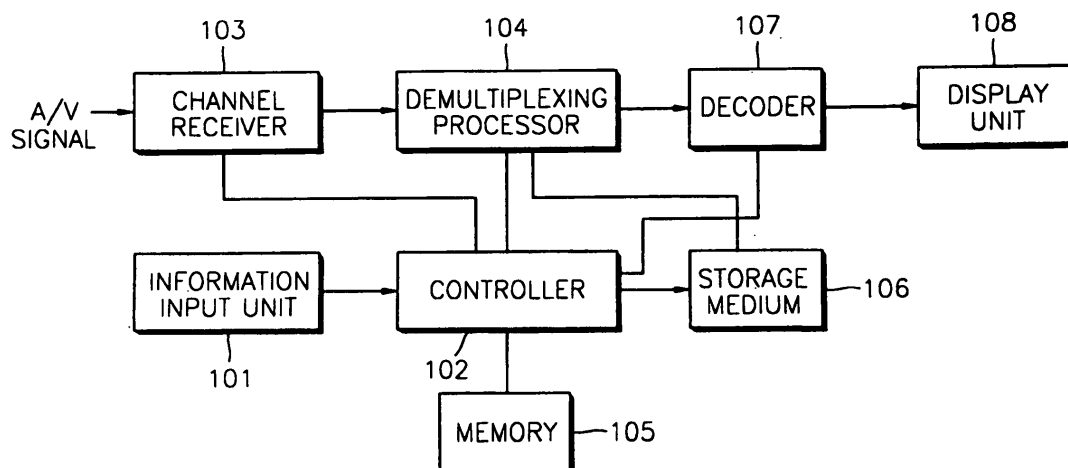 103
104
107
108
A/V
SIGNAL
CHANNEL
RECEIVER
DEMULTIPLEXING
PROCESSOR
DECODER
DISPLAY
UNIT
INFORMATION
INPUT UNIT
CONTROLLER
STORAGE
MEDIUM
106
101
102
MEMORY
105